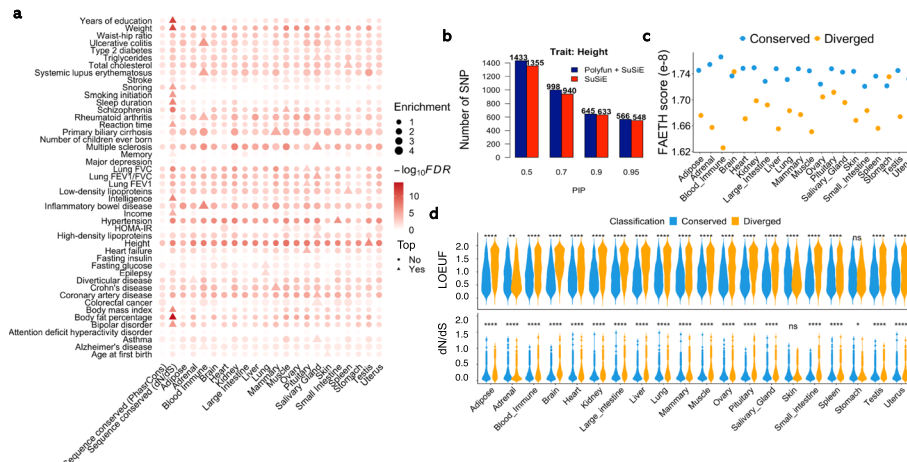 a
Years of education
Weight
Waist-hip ratio
Ulcerative colitis
Type 2 diabetes
Triglycerides
Total cholesterol
Systemic lupus erythematosus
Stroke
Snoring
Smoking initiation
Sleep duration
Schizophrenia
Rheumatoid arthritis
Reaction time
Primary biliary cirrhosis
Number of children ever born
Multiple sclerosis
Memory
Major depression
Lung FVC
Lung FEV1/FVC
Lung FEV1
Low-density lipoproteins
Intelligence
Inflammatory bowel disease
Income
Hypertension
HOMA-IR
High-density lipoproteins
Height
Heart failure
Fasting insulin
Fasting glucose
Epilepsy
Diverticular disease
Crohn's disease
Coronary artery disease
Colorectal cancer
Body mass index
Body fat percentage
Bipolar disorder
Attention deficit hyperactivity disorder
Asthma
Alzheimer's disease
Age at first birth
Sequence conserved (PhastCons)
Sequence conserved (dN/dS)
Adipose
Adrenal
Blood_Immune
Brain
Heart
Kidney
Large_Intestine
Liver
Lung
Mammary
Muscle
Ovary
Pituitary
Salivary_Gland
Skin
Small_Intestine
Spleen
Stomach
Testis
Uterus
Enrichment
1
2
3
4
−log10FDR
10
5
0
Top
No
Yes
b
Trait: Height
Number of SNP
1400
1200
1000
800
600
400
200
0
1433
1355
998
940
645
633
566
548
Polyfun + SuSiE
SuSiE
0.5
0.7
0.9
0.95
PIP
c
Conserved
Diverged
FAETH score (e-8)
1.74
1.70
1.66
1.62
Adipose
Adrenal
Blood_Immune
Brain
Heart
Kidney
Large_Intestine
Liver
Lung
Mammary
Muscle
Ovary
Pituitary
Salivary_Gland
Skin
Small_Intestine
Spleen
Stomach
Testis
Uterus
d
Classification
Conserved
Diverged
LOEUF
2.0
1.5
1.0
0.5
0.0
**** ** **** **** **** **** **** **** **** **** **** **** **** **** **** **** **** ns **** ****
dN/dS
2.0
1.5
1.0
0.5
0.0
**** **** **** **** **** **** **** **** **** **** **** **** **** **** ns **** **** * **** ****
Adipose
Adrenal
Blood_Immune
Brain
Heart
Kidney
Large_intestine
Liver
Lung
Mammary
Muscle
Ovary
Pituitary
Salivary_Gland
Skin
Small_intestine
Spleen
Stomach
Testis
Uterus